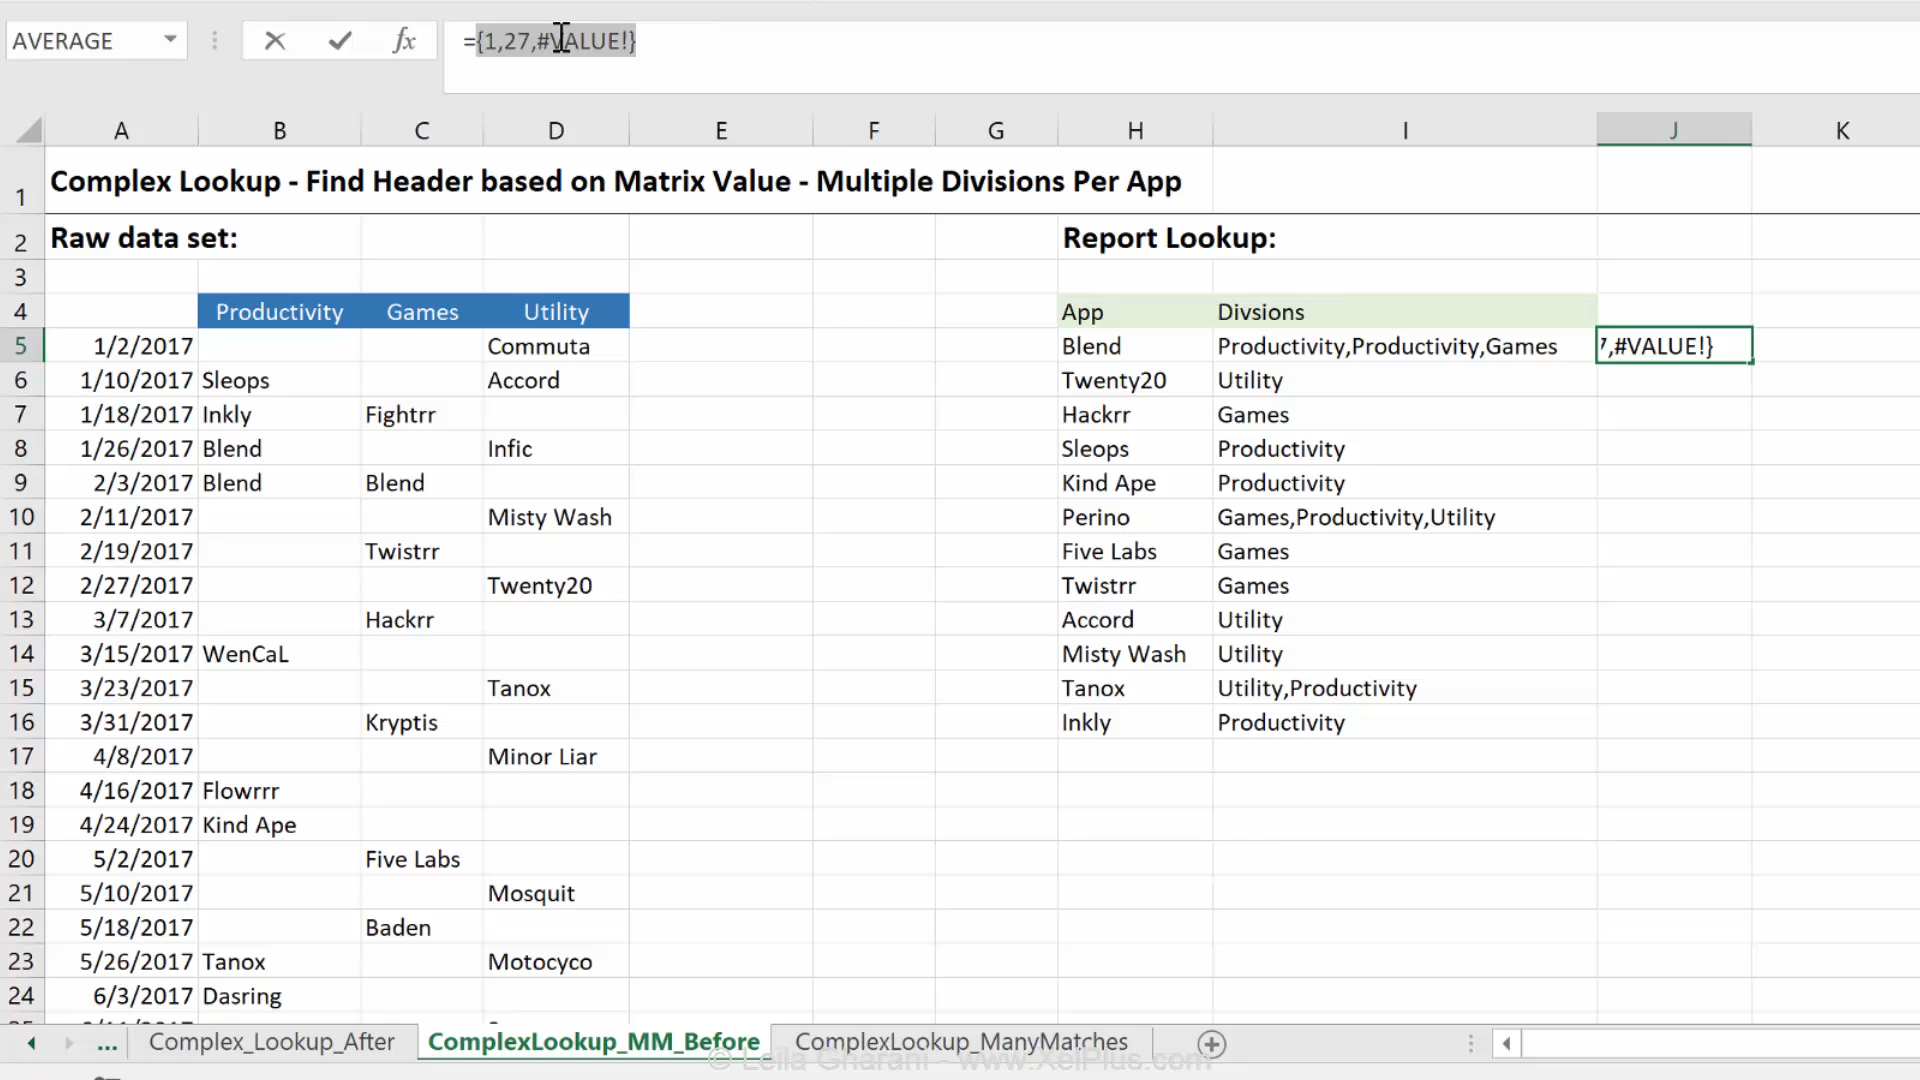 AVERAGE fx ={1,27,#VALUE!}
A B C D E F G H I J K
1 Complex Lookup - Find Header based on Matrix Value - Multiple Divisions Per App
2 Raw data set: Report Lookup:
3
4 Productivity Games Utility App Divsions
5 1/2/2017 Commuta Blend Productivity,Productivity,Games ,#VALUE!}
6 1/10/2017 Sleops Accord Twenty20 Utility
7 1/18/2017 Inkly Fightrr Hackrr Games
8 1/26/2017 Blend Infic Sleops Productivity
9 2/3/2017 Blend Blend Kind Ape Productivity
10 2/11/2017 Misty Wash Perino Games,Productivity,Utility
11 2/19/2017 Twistrr Five Labs Games
12 2/27/2017 Twenty20 Twistrr Games
13 3/7/2017 Hackrr Accord Utility
14 3/15/2017 WenCaL Misty Wash Utility
15 3/23/2017 Tanox Tanox Utility,Productivity
16 3/31/2017 Kryptis Inkly Productivity
17 4/8/2017 Minor Liar
18 4/16/2017 Flowrrr
19 4/24/2017 Kind Ape
20 5/2/2017 Five Labs
21 5/10/2017 Mosquit
22 5/18/2017 Baden
23 5/26/2017 Tanox Motocyco
24 6/3/2017 Dasring
... Complex_Lookup_After ComplexLookup_MM_Before ComplexLookup_ManyMatches
© Leila Gharani - www.XelPlus.com